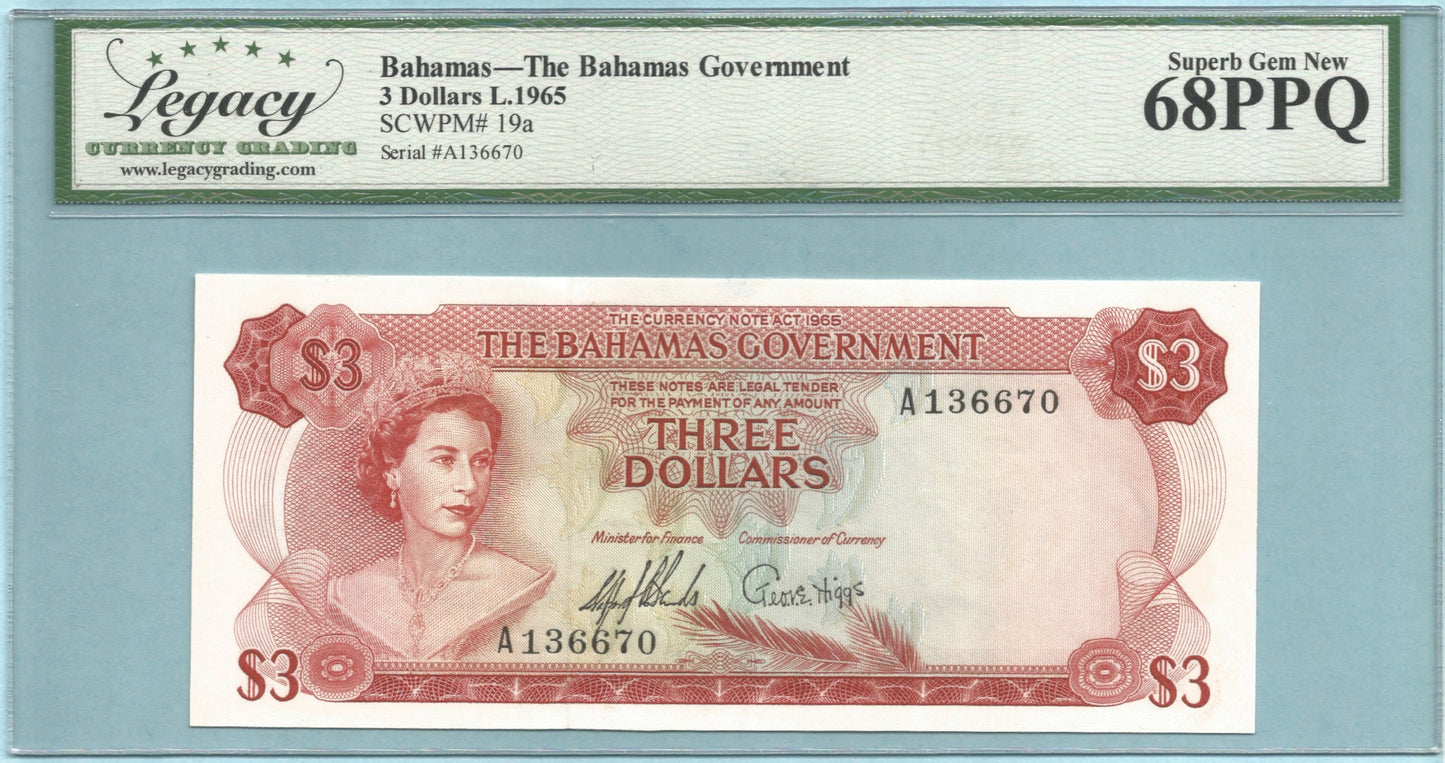 Legacy
CURRENCY GRADING
www.legacygrading.com
Bahamas—The Bahamas Government
3 Dollars L.1965
SCWPM# 19a
Serial #A136670
Superb Gem New
68PPQ
THE CURRENCY NOTE ACT 1965
THE BAHAMAS GOVERNMENT
$3
$3
THESE NOTES ARE LEGAL TENDER
FOR THE PAYMENT OF ANY AMOUNT
A136670
THREE
DOLLARS
Minister for Finance
Commissioner of Currency
Geo. E. Higgs
A136670
$3
$3